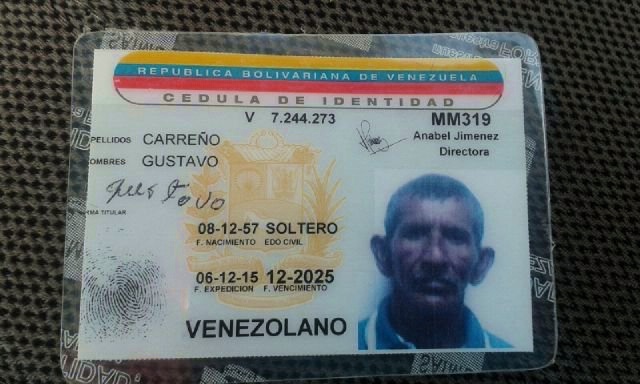 REPUBLICA BOLIVARIANA DE VENEZUELA
CEDULA DE IDENTIDAD
V 7.244.273 MM319
Anabel Jimenez
Directora
PELLIDOS CARREÑO
OMBRES GUSTAVO
Gustavo
RMA TITULAR
08-12-57 SOLTERO
F. NACIMIENTO EDO CIVIL
06-12-15 12-2025
F. EXPEDICION F. VENCIMIENTO
VENEZOLANO